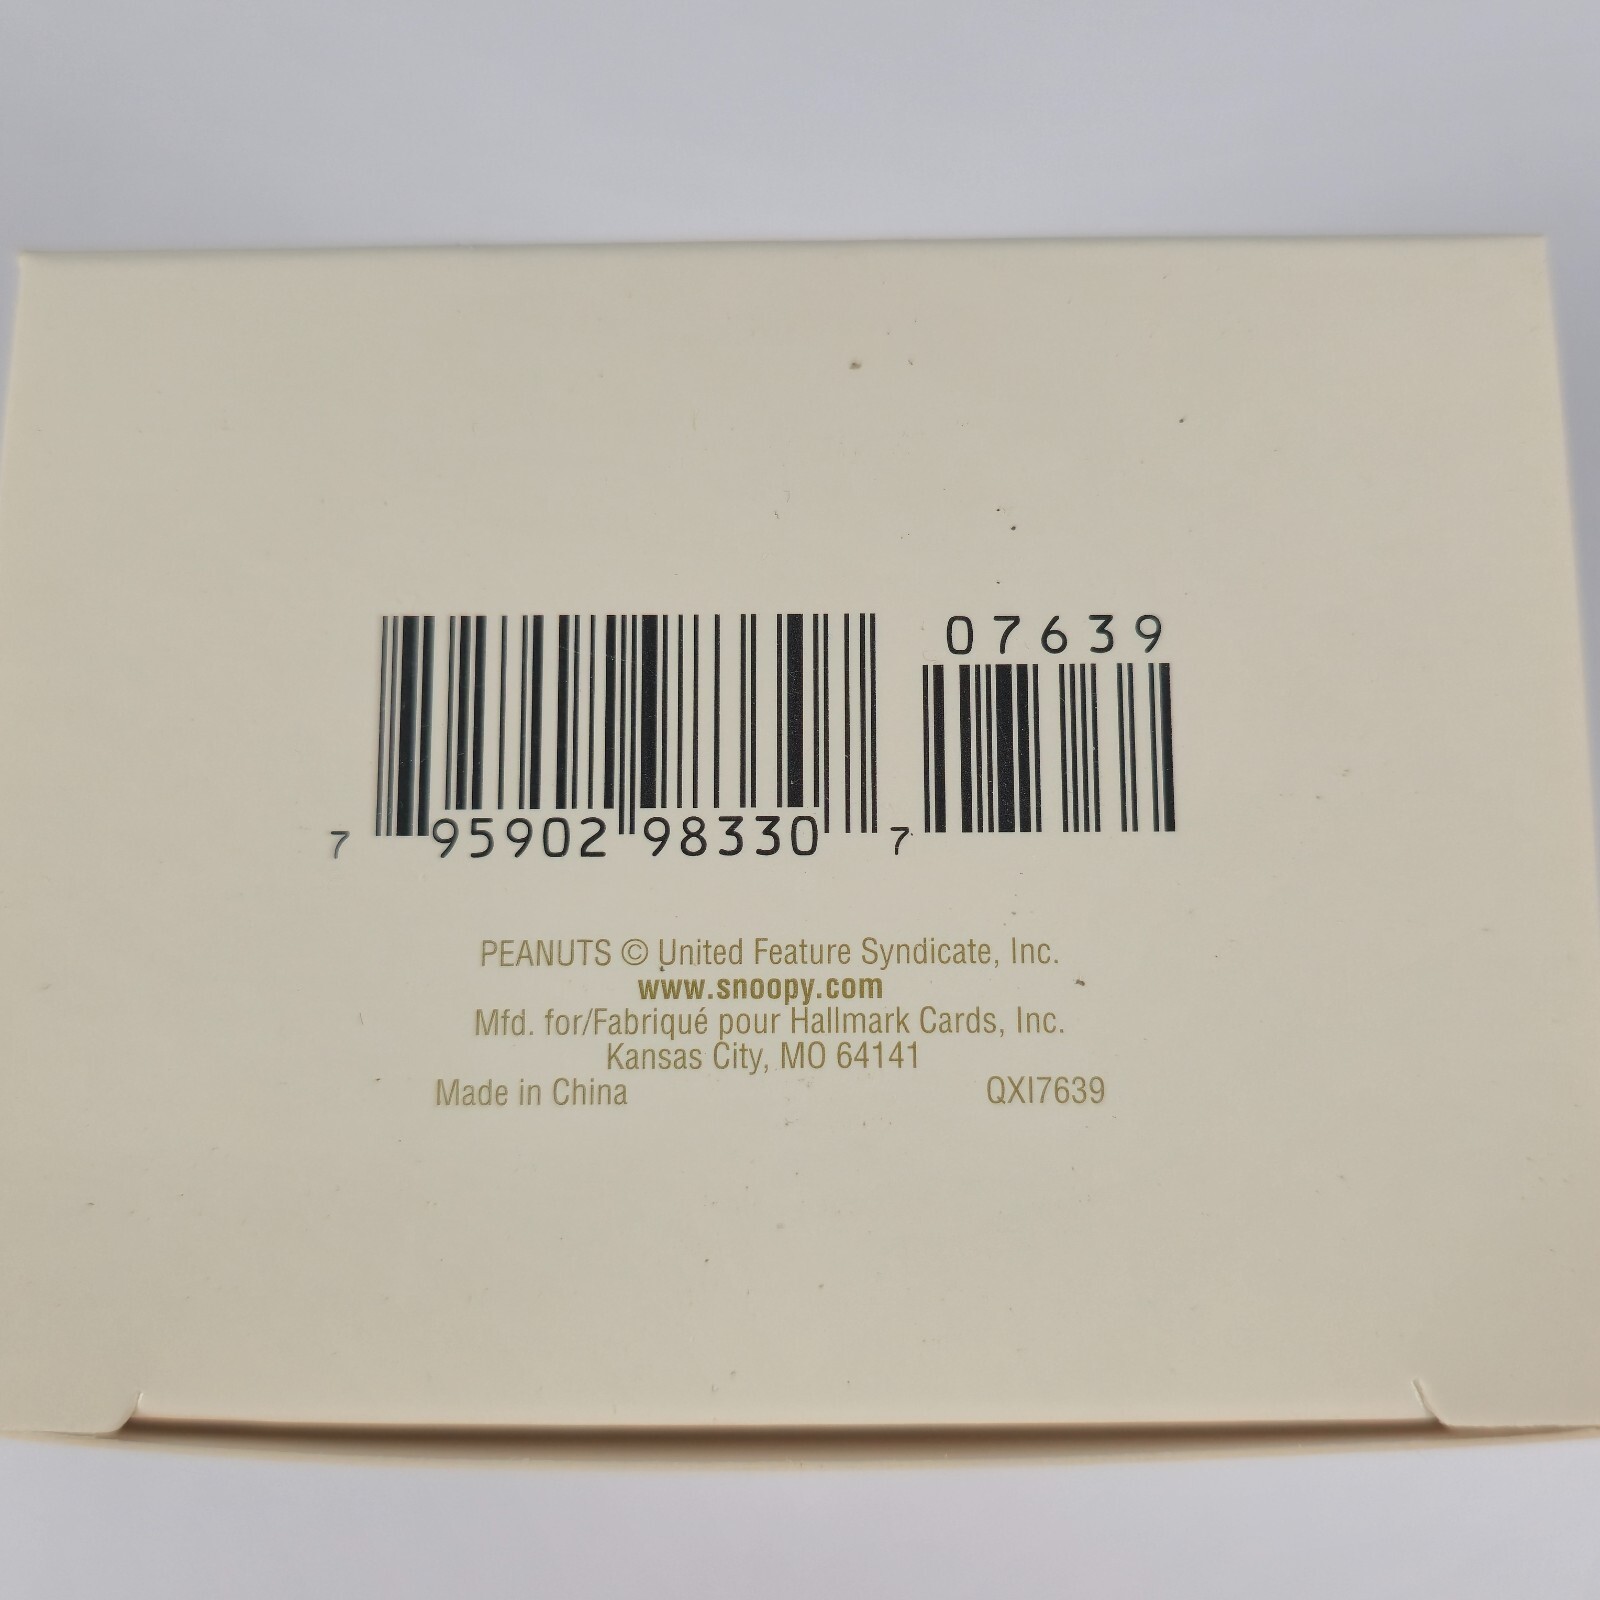 07639
7 95902 98330 7
PEANUTS © United Feature Syndicate, Inc.
www.snoopy.com
Mfd. for/Fabriqué pour Hallmark Cards, Inc.
Kansas City, MO 64141
Made in China QXI7639